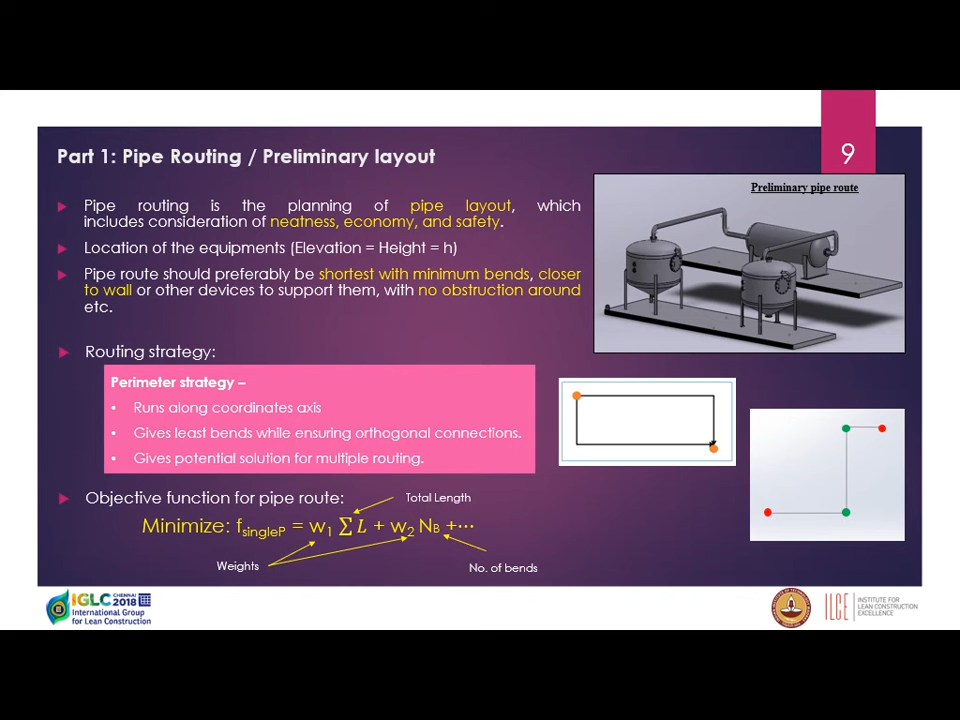 Part 1: Pipe Routing / Preliminary layout
9
Pipe routing is the planning of pipe layout, which
includes consideration of neatness, economy, and safety.
Location of the equipments (Elevation = Height = h)
Pipe route should preferably be shortest with minimum bends, closer
to wall or other devices to support them, with no obstruction around
etc.
Preliminary pipe route
Routing strategy:
Perimeter strategy –
• Runs along coordinates axis
• Gives least bends while ensuring orthogonal connections.
• Gives potential solution for multiple routing.
Objective function for pipe route:
Total Length
Minimize: fsingleP = w1 ∑ L + w2 NB +⋯
Weights
No. of bends
IGLC CHENNAI 2018
International Group
for Lean Construction
ILCE
INSTITUTE FOR
LEAN CONSTRUCTION
EXCELLENCE